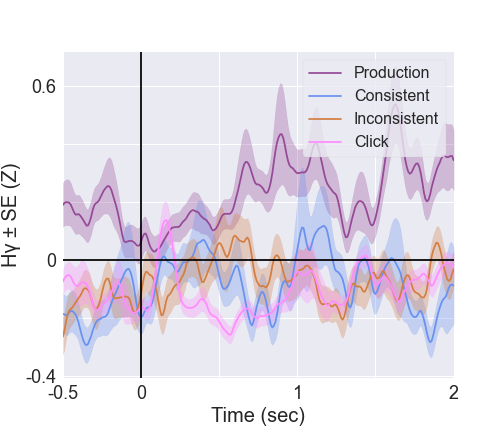 Hγ ± SE (Z)
0.6
0
-0.4
Production
Consistent
Inconsistent
Click
-0.5
0
1
2
Time (sec)